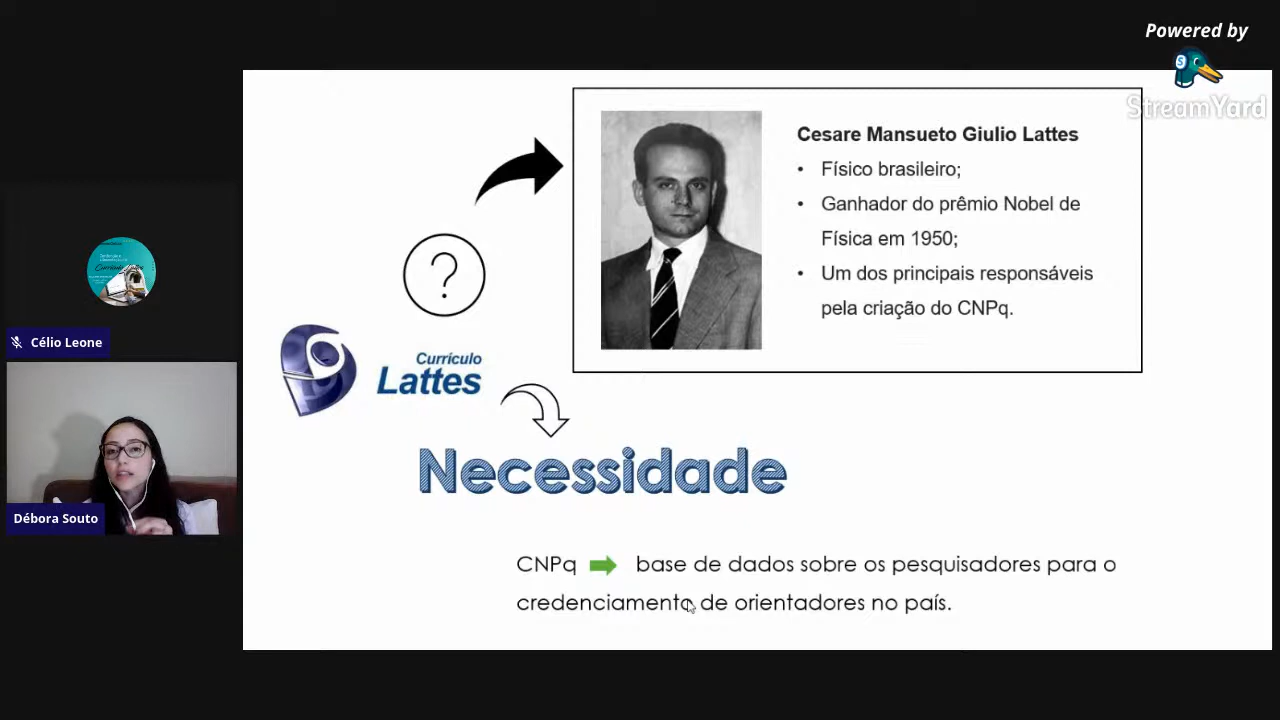 Powered by
StreamYard
Cesare Mansueto Giulio Lattes
• Físico brasileiro;
• Ganhador do prêmio Nobel de
Física em 1950;
• Um dos principais responsáveis
pela criação do CNPq.
?
Currículo
Lattes
Necessidade
CNPq base de dados sobre os pesquisadores para o
credenciamento de orientadores no país.
Célio Leone
Débora Souto